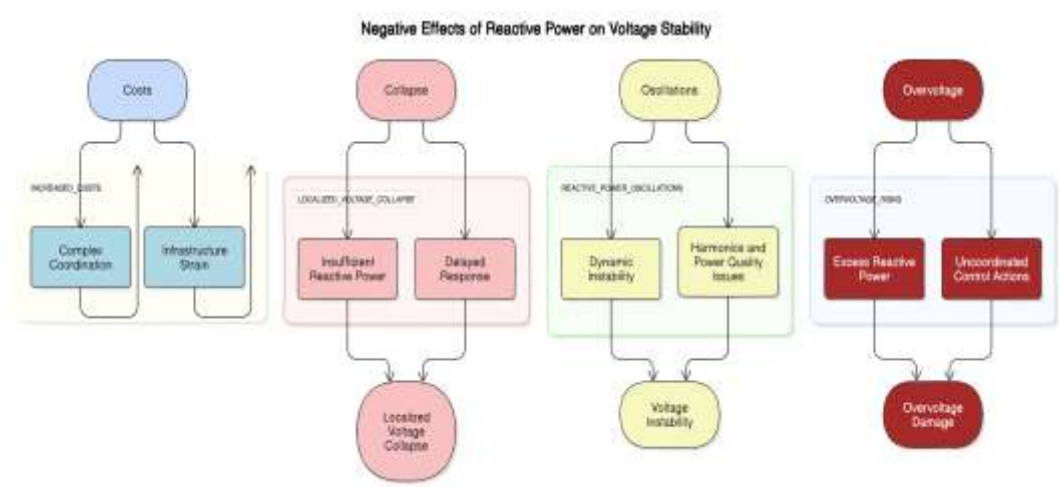 Negative Effects of Reactive Power on Voltage Stability
Costs
INCREASED_COSTS
Complex
Coordination
Infrastructure
Strain
Collapse
LOCALIZED_VOLTAGE_COLLAPSE
Insufficient
Reactive Power
Delayed
Response
Localized
Voltage
Collapse
Oscillations
REACTIVE_POWER_OSCILLATIONS
Dynamic
Instability
Harmonics and
Power Quality
Issues
Voltage
Instability
Overvoltage
OVERVOLTAGE_RISKS
Excess Reactive
Power
Uncoordinated
Control Actions
Overvoltage
Damage